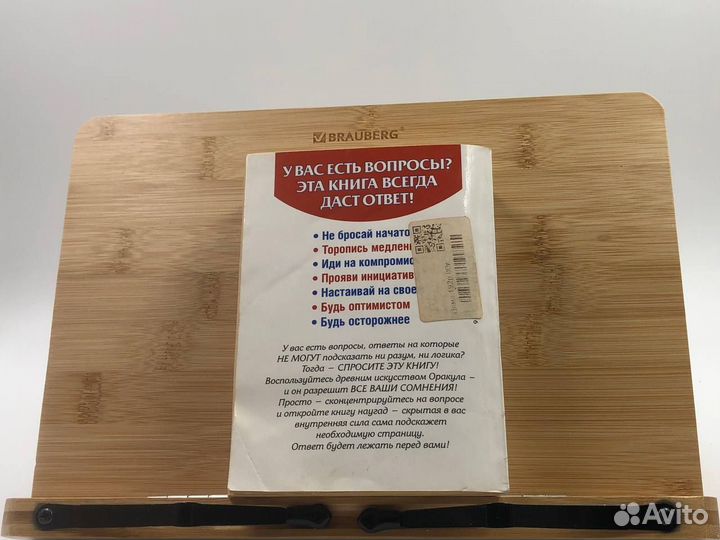 BRAUBERG®
У ВАС ЕСТЬ ВОПРОСЫ?
ЭТА КНИГА ВСЕГДА
ДАСТ ОТВЕТ!
• Не бросай начато
• Торопись медлен
• Иди на компромис
• Прояви инициатив
• Настаивай на свое
• Будь оптимистом
• Будь осторожнее
У вас есть вопросы, ответы на которые
НЕ МОГУТ подсказать ни разум, ни логика?
Тогда — СПРОСИТЕ ЭТУ КНИГУ!
Воспользуйтесь древним искусством Оракула —
и он разрешит ВСЕ ВАШИ СОМНЕНИЯ!
Просто — сконцентрируйтесь на вопросе
и откройте книгу наугад — скрытая в вас
внутренняя сила сама подскажет
необходимую страницу.
Ответ будет лежать перед вами!
Avito